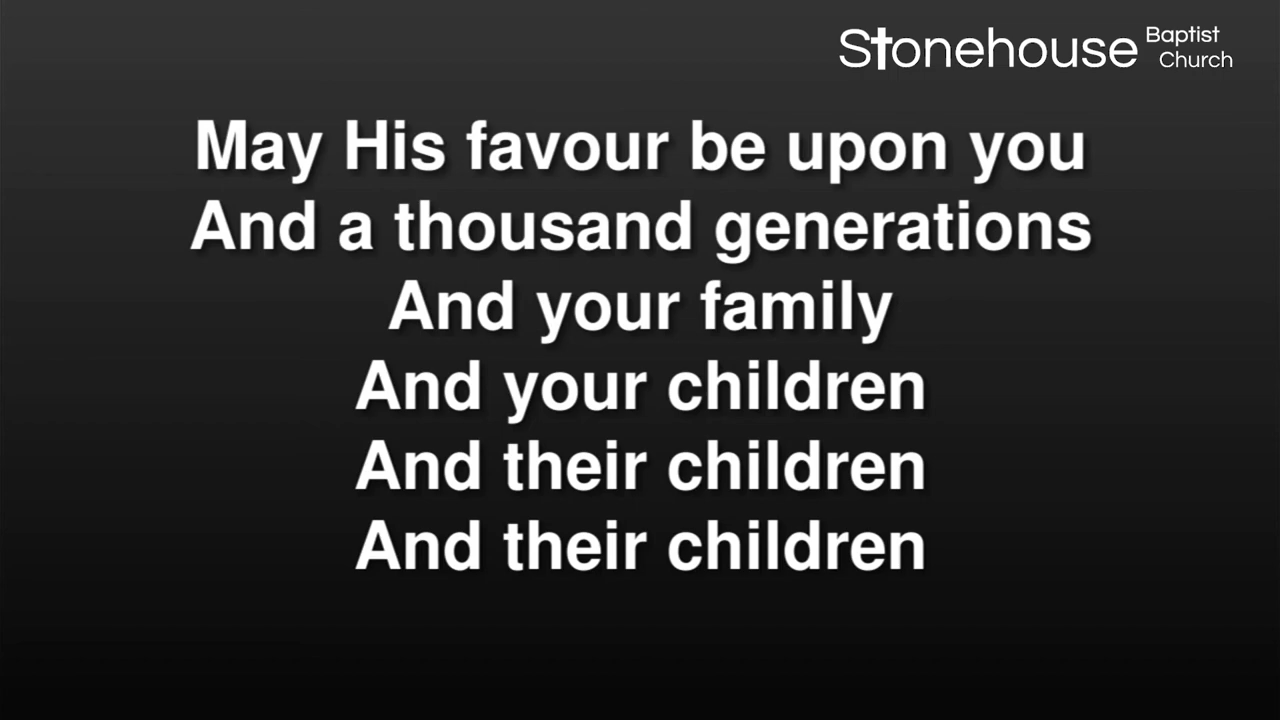 Stonehouse Baptist Church
May His favour be upon you
And a thousand generations
And your family
And your children
And their children
And their children